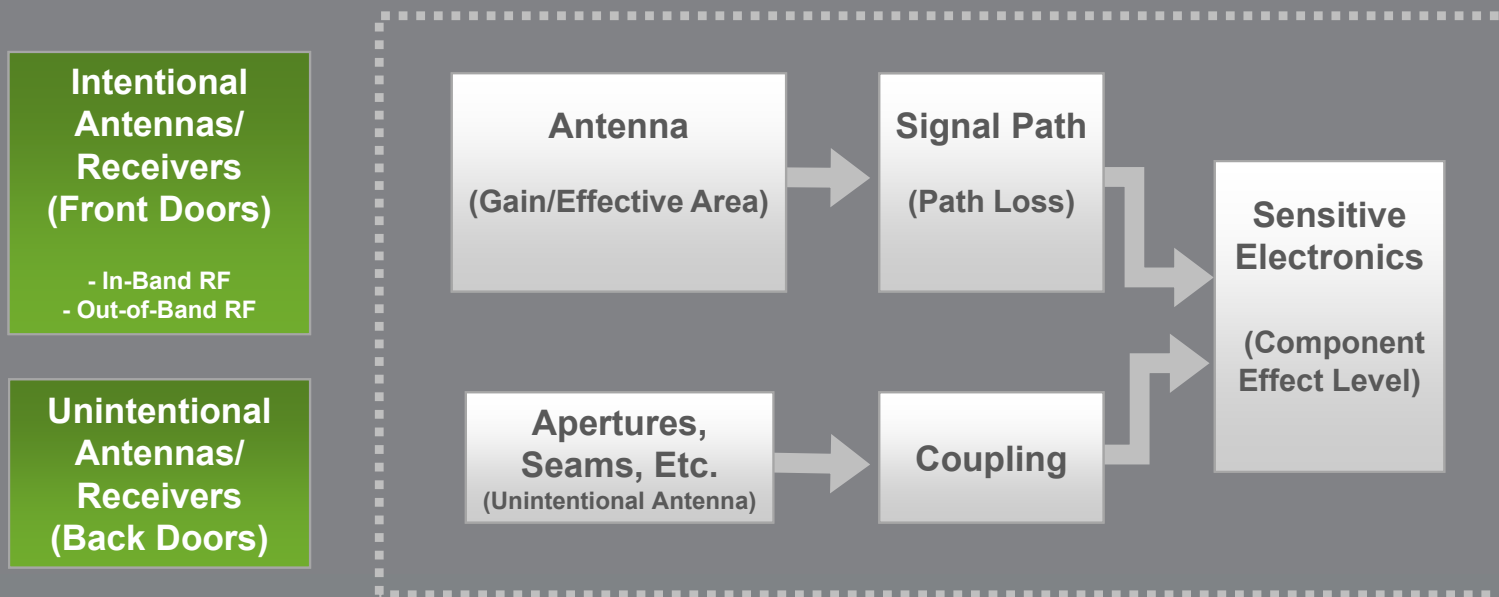 Intentional
Antennas/
Receivers
(Front Doors)
- In-Band RF
- Out-of-Band RF
Antenna
(Gain/Effective Area)
Signal Path
(Path Loss)
Sensitive
Electronics
(Component
Effect Level)
Unintentional
Antennas/
Receivers
(Back Doors)
Apertures,
Seams, Etc.
(Unintentional Antenna)
Coupling